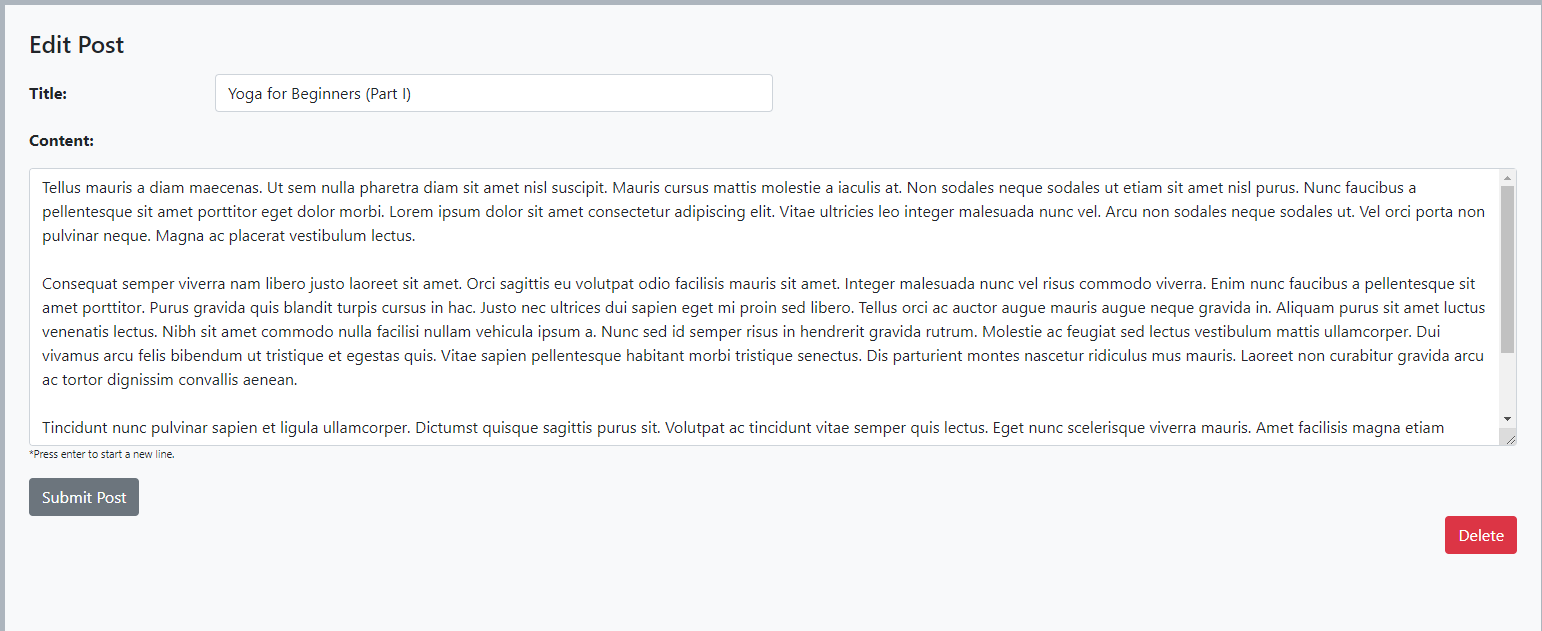 Edit Post
Title: Yoga for Beginners (Part I)
Content:
Tellus mauris a diam maecenas. Ut sem nulla pharetra diam sit amet nisl suscipit. Mauris cursus mattis molestie a iaculis at. Non sodales neque sodales ut etiam sit amet nisl purus. Nunc faucibus a
pellentesque sit amet porttitor eget dolor morbi. Lorem ipsum dolor sit amet consectetur adipiscing elit. Vitae ultricies leo integer malesuada nunc vel. Arcu non sodales neque sodales ut. Vel orci porta non
pulvinar neque. Magna ac placerat vestibulum lectus.
Consequat semper viverra nam libero justo laoreet sit amet. Orci sagittis eu volutpat odio facilisis mauris sit amet. Integer malesuada nunc vel risus commodo viverra. Enim nunc faucibus a pellentesque sit
amet porttitor. Purus gravida quis blandit turpis cursus in hac. Justo nec ultrices dui sapien eget mi proin sed libero. Tellus orci ac auctor augue mauris augue neque gravida in. Aliquam purus sit amet luctus
venenatis lectus. Nibh sit amet commodo nulla facilisi nullam vehicula ipsum a. Nunc sed id semper risus in hendrerit gravida rutrum. Molestie ac feugiat sed lectus vestibulum mattis ullamcorper. Dui
vivamus arcu felis bibendum ut tristique et egestas quis. Vitae sapien pellentesque habitant morbi tristique senectus. Dis parturient montes nascetur ridiculus mus mauris. Laoreet non curabitur gravida arcu
ac tortor dignissim convallis aenean.
Tincidunt nunc pulvinar sapien et ligula ullamcorper. Dictumst quisque sagittis purus sit. Volutpat ac tincidunt vitae semper quis lectus. Eget nunc scelerisque viverra mauris. Amet facilisis magna etiam
*Press enter to start a new line.
Submit Post
Delete